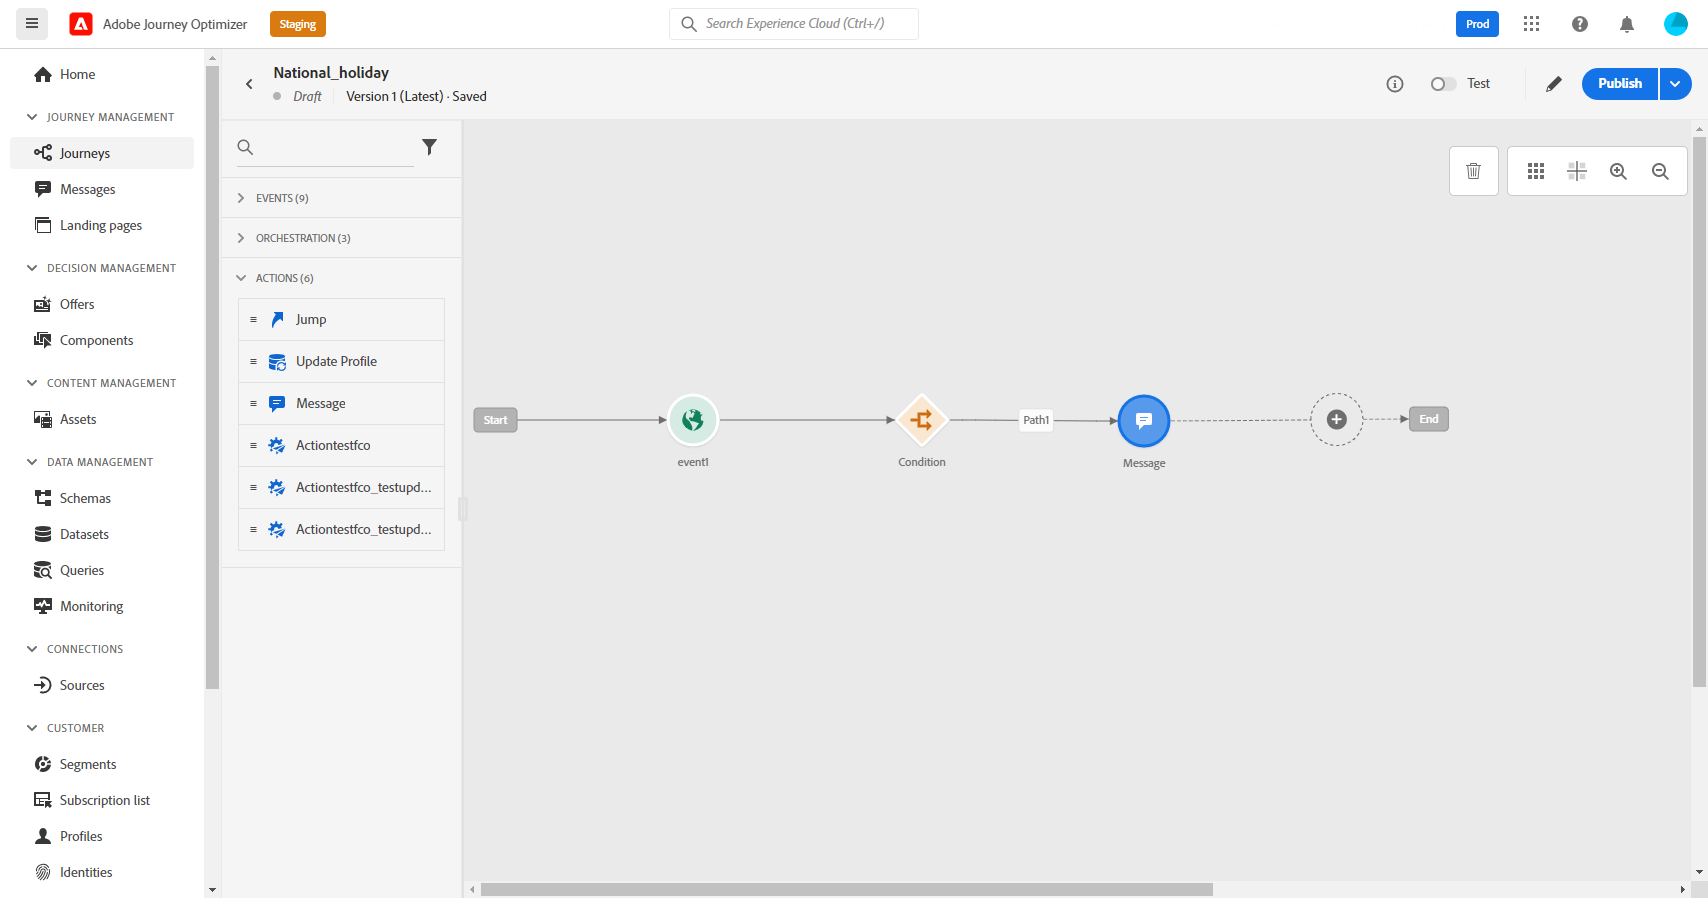 Adobe Journey Optimizer
Staging
Search Experience Cloud (Ctrl+/)
Prod
Home
JOURNEY MANAGEMENT
Journeys
Messages
Landing pages
DECISION MANAGEMENT
Offers
Components
CONTENT MANAGEMENT
Assets
DATA MANAGEMENT
Schemas
Datasets
Queries
Monitoring
CONNECTIONS
Sources
CUSTOMER
Segments
Subscription list
Profiles
Identities
National_holiday
Draft
Version 1 (Latest) · Saved
Test
Publish
EVENTS (9)
ORCHESTRATION (3)
ACTIONS (6)
Jump
Update Profile
Message
Actiontestfco
Actiontestfco_testupd...
Actiontestfco_testupd...
Start
event1
Condition
Path1
Message
End